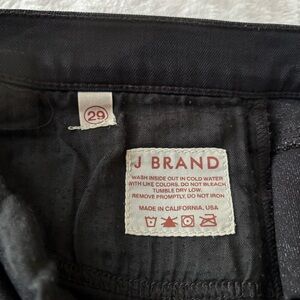 29
J BRAND
WASH INSIDE OUT IN COLD WATER
WITH LIKE COLORS. DO NOT BLEACH
TUMBLE DRY LOW.
REMOVE PROMPTLY, DO NOT IRON
MADE IN CALIFORNIA, USA